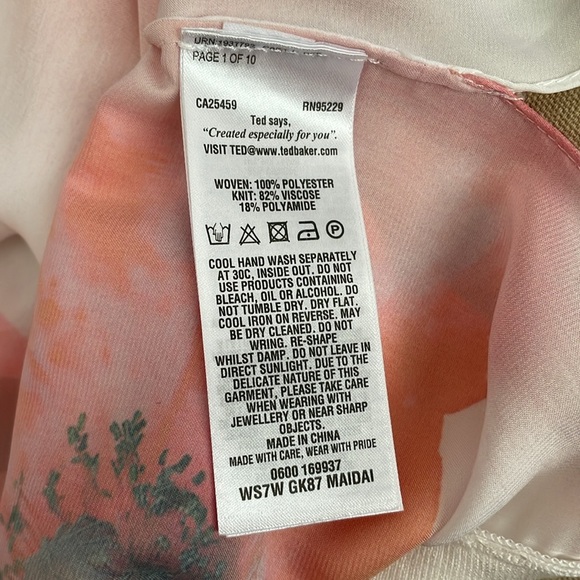 PAGE 1 OF 10
CA25459 RN95229
Ted says,
"Created especially for you".
VISIT TED@www.tedbaker.com
WOVEN: 100% POLYESTER
KNIT: 82% VISCOSE
18% POLYAMIDE
P
COOL HAND WASH SEPARATELY
AT 30C, INSIDE OUT. DO NOT
USE PRODUCTS CONTAINING
BLEACH, OIL OR ALCOHOL. DO
NOT TUMBLE DRY. DRY FLAT.
COOL IRON ON REVERSE. MAY
BE DRY CLEANED. DO NOT
WRING. RE-SHAPE
WHILST DAMP. DO NOT LEAVE IN
DIRECT SUNLIGHT. DUE TO THE
DELICATE NATURE OF THIS
GARMENT, PLEASE TAKE CARE
WHEN WEARING WITH
JEWELLERY OR NEAR SHARP
OBJECTS.
MADE IN CHINA
MADE WITH CARE, WEAR WITH PRIDE
0600 169937
WS7W GK87 MAIDAI